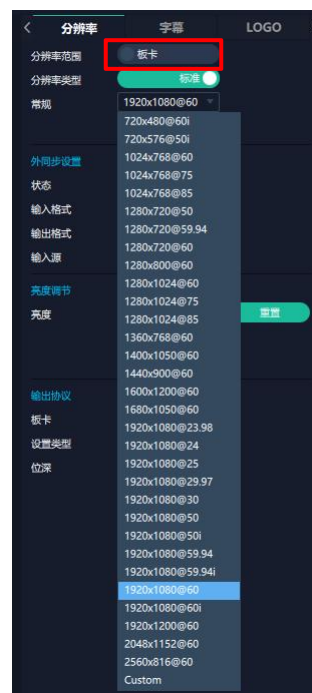 分辨率 字幕 LOGO
分辨率范围 板卡
分辨率类型 标准
常规 1920x1080@60
720x480@60i
720x576@50i
1024x768@60
外同步设置
1024x768@75
状态
1024x768@85
输入格式 1280x720@50
输出格式 1280x720@59.94
1280x720@60
输入源
1280x800@60
亮度调节 1280x1024@60
1280x1024@75
亮度 1280x1024@85 重置
1360x768@60
1400x1050@60
1440x900@60
输出协议 1600x1200@60
板卡 1680x1050@60
1920x1080@23.98
设置类型 1920x1080@24
位深 1920x1080@25
1920x1080@29.97
1920x1080@30
1920x1080@50
1920x1080@50i
1920x1080@59.94
1920x1080@59.94i
1920x1080@60
1920x1080@60i
1920x1200@60
2048x1152@60
2560x816@60
Custom